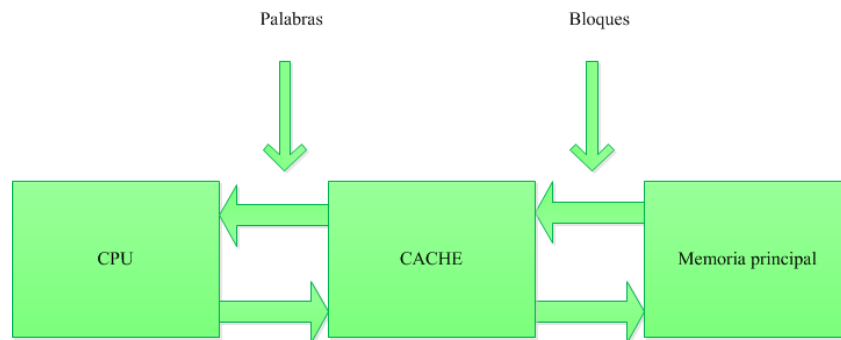 Palabras
Bloques
CPU
CACHE
Memoria principal